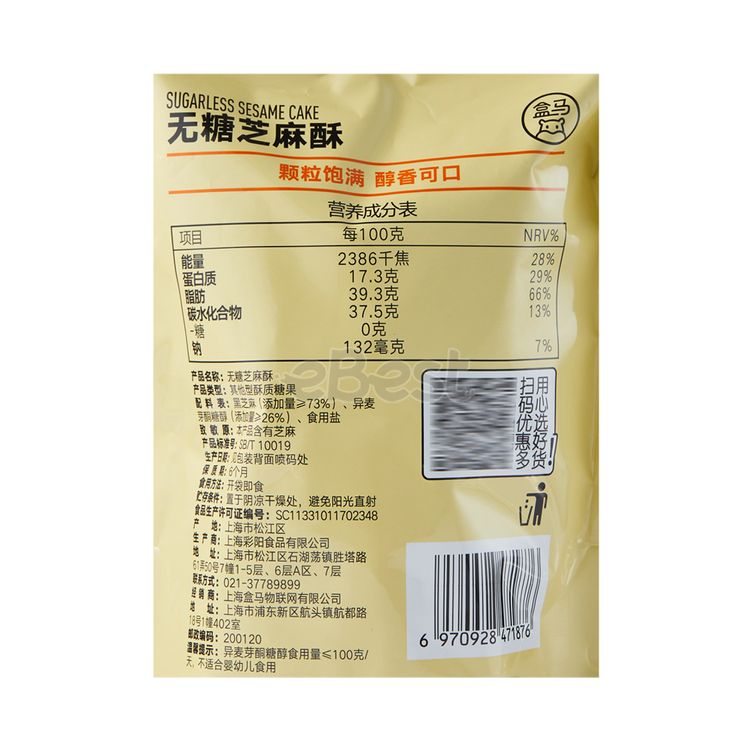 SUGARLESS SESAME CAKE
无糖芝麻酥
盒马
颗粒饱满 醇香可口
营养成分表
项目 每100克 NRV%
能量 2386千焦 28%
蛋白质 17.3克 29%
脂肪 39.3克 66%
碳水化合物 37.5克 13%
-糖 0克
钠 132毫克 7%
eBest
产品名称: 无糖芝麻酥
产品类型: 其他型酥质糖果
配料表: 黑芝麻(添加量≥73%)、异麦
芽酮糖醇(添加量≥26%)、食用盐
致敏原: 本产品含有芝麻
产品标准号: SB/T 10019
生产日期: 见包装背面喷码处
保质期: 6个月
食用方法: 开袋即食
贮存条件: 置于阴凉干燥处，避免阳光直射
食品生产许可证编号: SC11331011702348
产地: 上海市松江区
生产商: 上海彩阳食品有限公司
地址: 上海市松江区石湖荡镇胜塔路
61弄50号7幢1-5层、6层A区、7层
联系方式: 021-37789899
经销商: 上海盒马物联网有限公司
地址: 上海市浦东新区航头镇航都路
18号1幢402室
邮政编码: 200120
温馨提示: 异麦芽酮糖醇食用量≤100克/
天, 不适合婴幼儿食用
用心选好货!
扫码优惠多
6 970928 471876